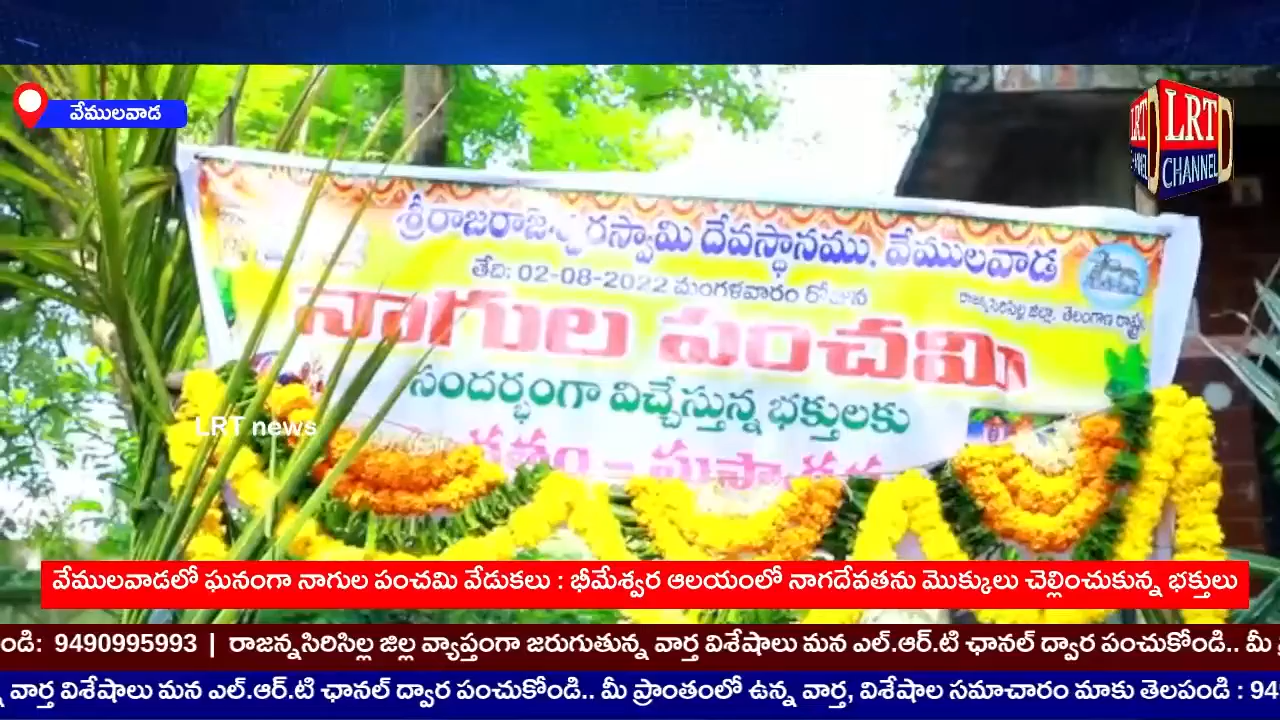 వేములవాడ
LRT
CHANNEL
శ్రీరాజరాజేశ్వరస్వామి దేవస్థానము, వేములవాడ
తేది: 02-08-2022 మంగళవారం రోజున
రాజన్నసిరిసిల్ల జిల్లా, తెలంగాణ రాష్ట్రం
నాగుల పంచమి
సందర్భంగా విచ్చేస్తున్న భక్తులకు
LRT news
వేములవాడలో ఘనంగా నాగుల పంచమి వేడుకలు : భీమేశ్వర ఆలయంలో నాగదేవతను మొక్కులు చెల్లించుకున్న భక్తులు
ండి: 9490995993 | రాజన్నసిరిసిల్ల జిల్ల వ్యాప్తంగా జరుగుతున్న వార్త విశేషాలు మన ఎల్.ఆర్.టి ఛానల్ ద్వార పంచుకోండి.. మీ
వార్త విశేషాలు మన ఎల్.ఆర్.టి ఛానల్ ద్వార పంచుకోండి.. మీ ప్రాంతంలో ఉన్న వార్త, విశేషాల సమాచారం మాకు తెలపండి : 94